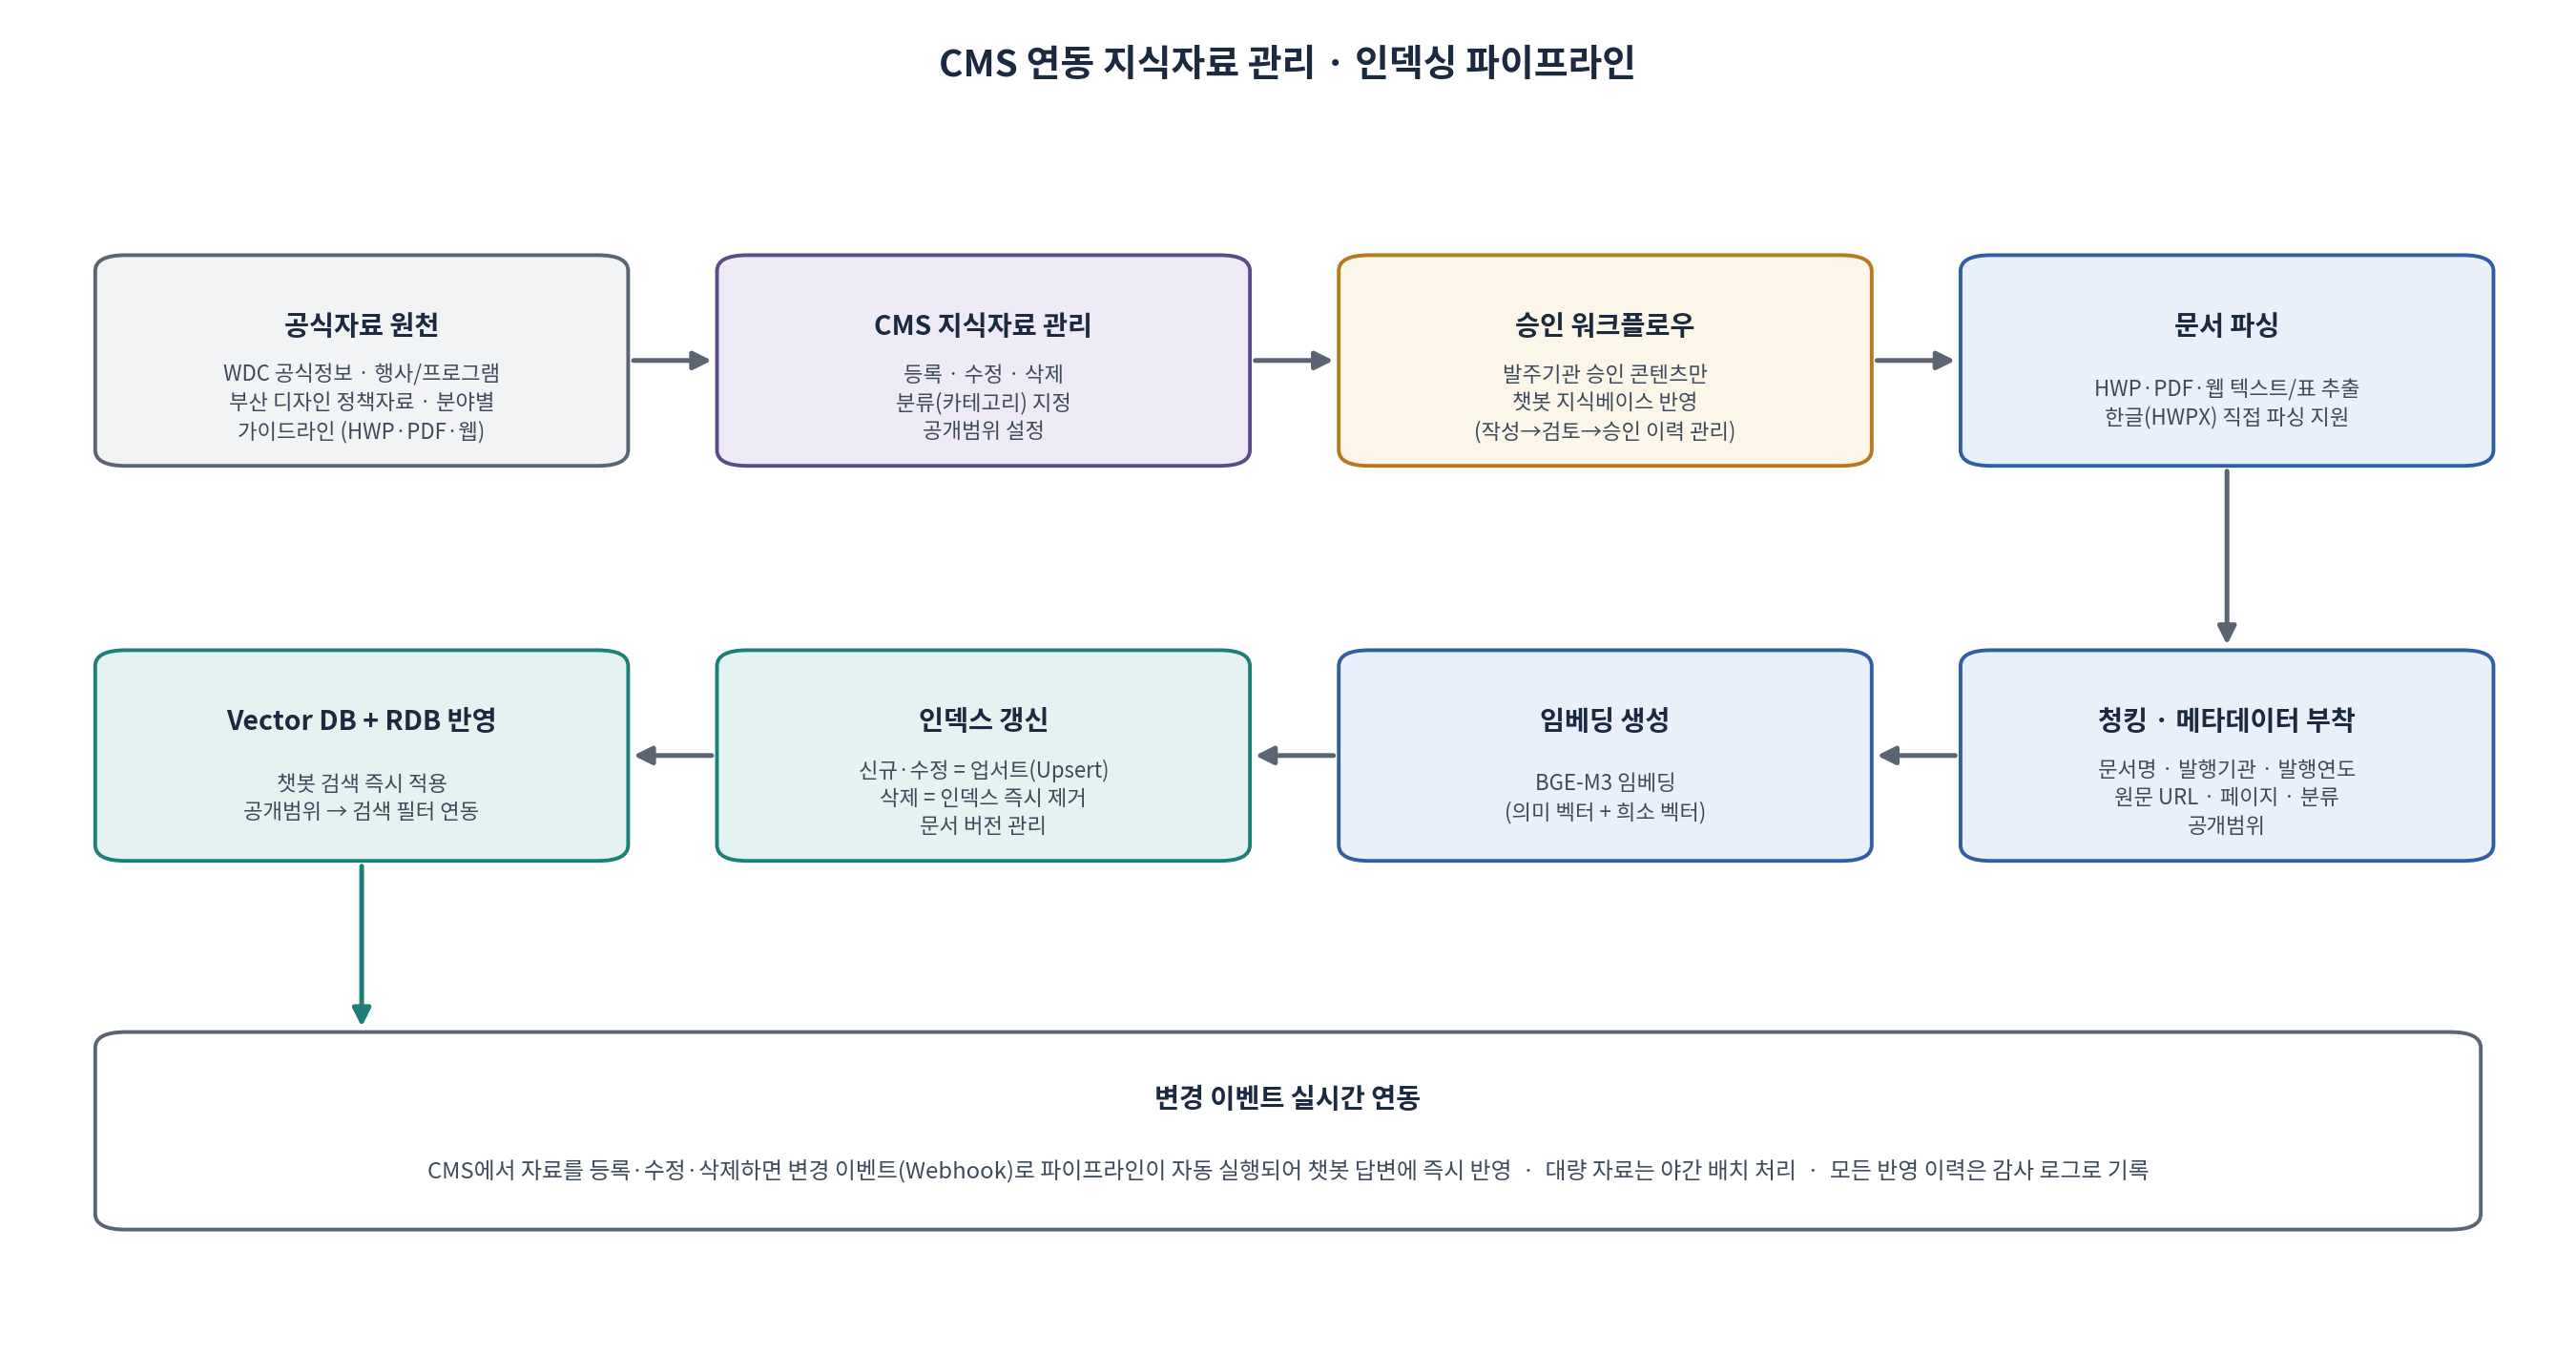 CMS 연동 지식자료 관리 · 인덱싱 파이프라인
공식자료 원천
WDC 공식정보 · 행사/프로그램
부산 디자인 정책자료 · 분야별
가이드라인 (HWP·PDF·웹)
CMS 지식자료 관리
등록 · 수정 · 삭제
분류(카테고리) 지정
공개범위 설정
승인 워크플로우
발주기관 승인 콘텐츠만
챗봇 지식베이스 반영
(작성→검토→승인 이력 관리)
문서 파싱
HWP·PDF·웹 텍스트/표 추출
한글(HWPX) 직접 파싱 지원
청킹 · 메타데이터 부착
문서명 · 발행기관 · 발행연도
원문 URL · 페이지 · 분류
공개범위
임베딩 생성
BGE-M3 임베딩
(의미 벡터 + 희소 벡터)
인덱스 갱신
신규·수정 = 업서트(Upsert)
삭제 = 인덱스 즉시 제거
문서 버전 관리
Vector DB + RDB 반영
챗봇 검색 즉시 적용
공개범위 → 검색 필터 연동
변경 이벤트 실시간 연동
CMS에서 자료를 등록·수정·삭제하면 변경 이벤트(Webhook)로 파이프라인이 자동 실행되어 챗봇 답변에 즉시 반영 · 대량 자료는 야간 배치 처리 · 모든 반영 이력은 감사 로그로 기록